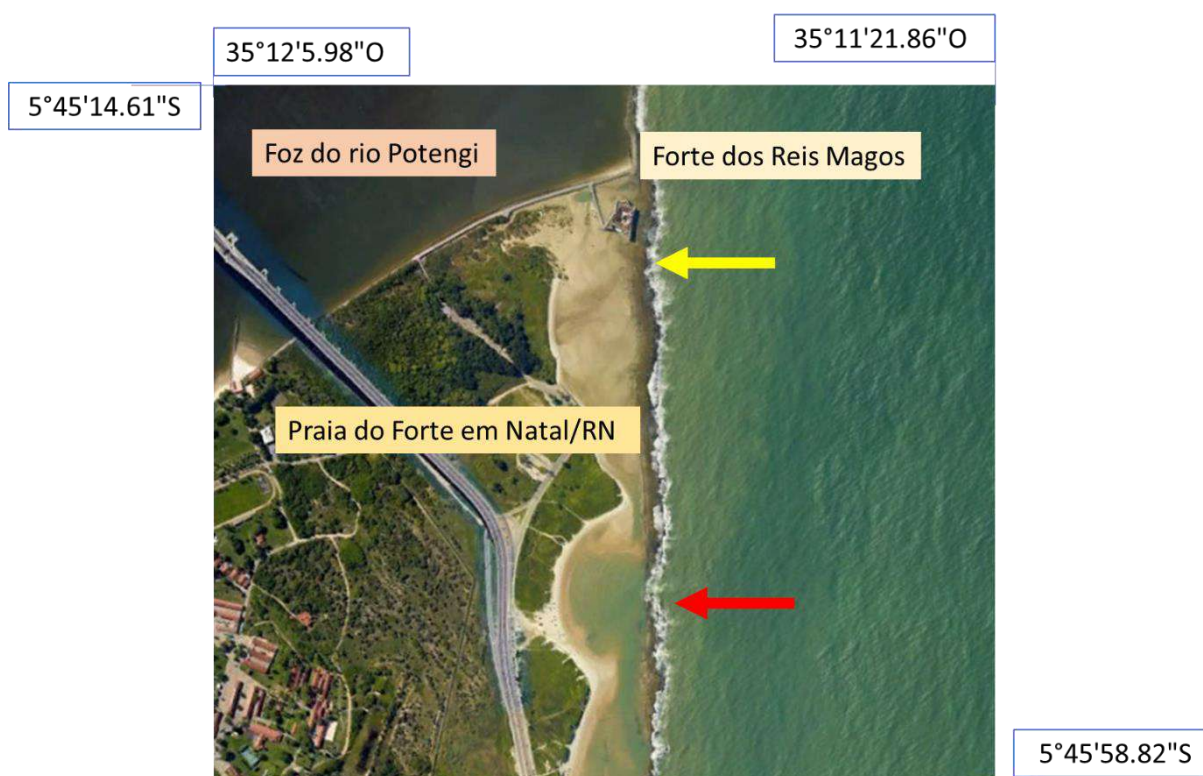 35°12'5.98"O
35°11'21.86"O
5°45'14.61"S
Foz do rio Potengi
Forte dos Reis Magos
Praia do Forte em Natal/RN
5°45'58.82"S